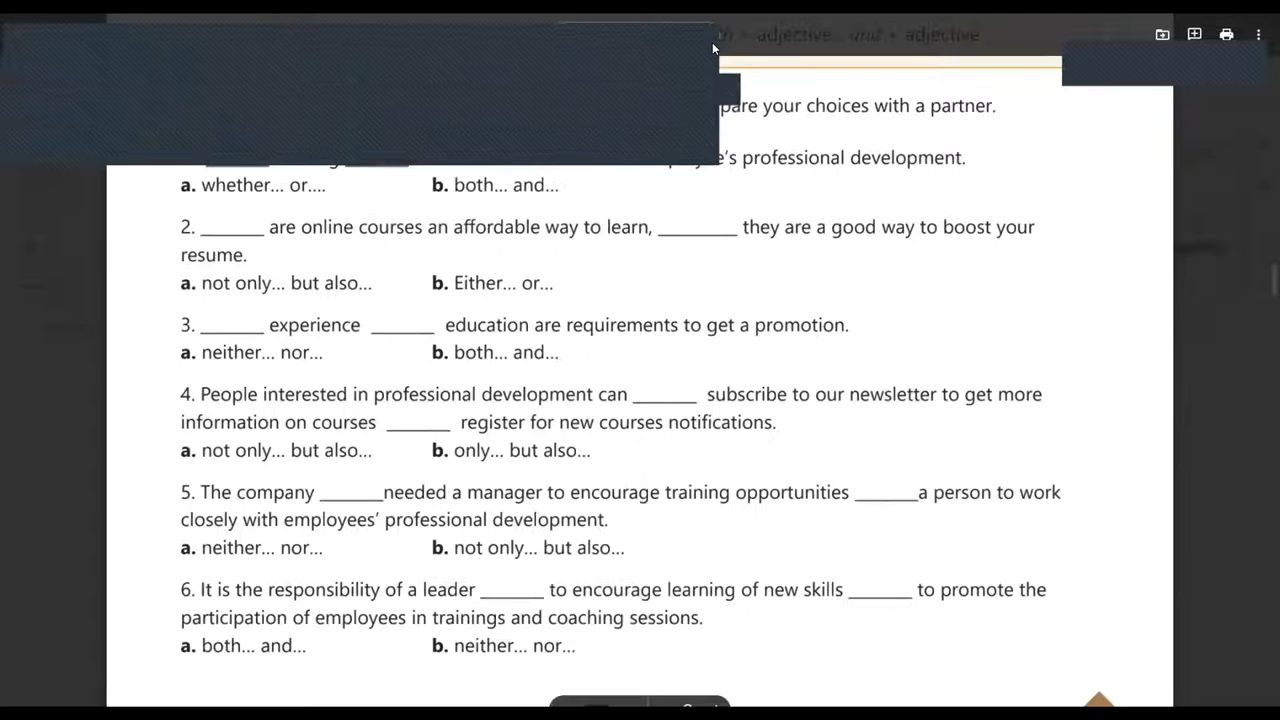 adjective and + adjective
pare your choices with a partner.
e's professional development.
a. whether... or.... b. both... and...
2. _______ are online courses an affordable way to learn, _________ they are a good way to boost your
resume.
a. not only... but also... b. Either... or...
3. _______ experience _______ education are requirements to get a promotion.
a. neither... nor... b. both... and...
4. People interested in professional development can _______ subscribe to our newsletter to get more
information on courses _______ register for new courses notifications.
a. not only... but also... b. only... but also...
5. The company _______needed a manager to encourage training opportunities _______a person to work
closely with employees' professional development.
a. neither... nor... b. not only... but also...
6. It is the responsibility of a leader _______ to encourage learning of new skills _______ to promote the
participation of employees in trainings and coaching sessions.
a. both... and... b. neither... nor...